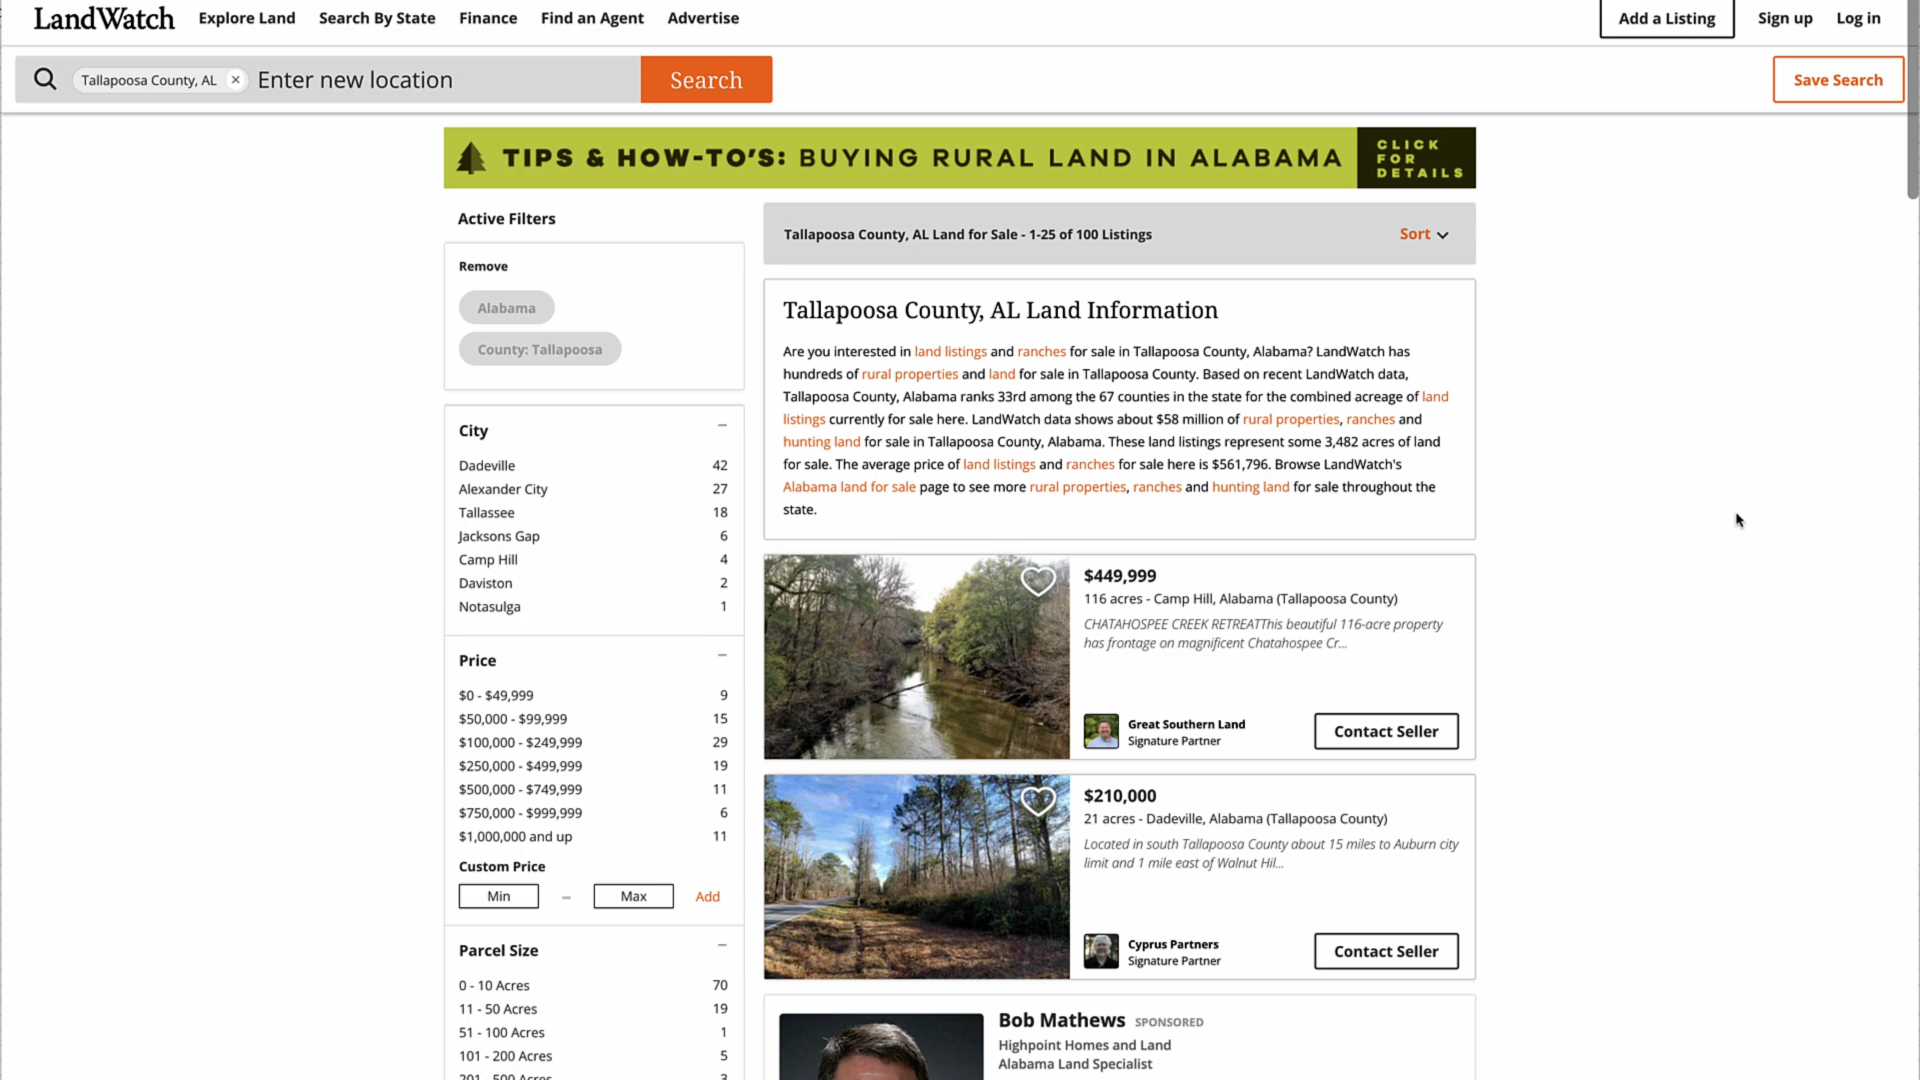 LandWatch
Explore Land
Search By State
Finance
Find an Agent
Advertise
Add a Listing
Sign up
Log in
Tallapoosa County, AL ×
Enter new location
Search
Save Search
TIPS & HOW-TO'S: BUYING RURAL LAND IN ALABAMA
CLICK
FOR
DETAILS
Active Filters
Remove
Alabama
County: Tallapoosa
City
Dadeville 42
Alexander City 27
Tallassee 18
Jacksons Gap 6
Camp Hill 4
Daviston 2
Notasulga 1
Price
$0 - $49,999 9
$50,000 - $99,999 15
$100,000 - $249,999 29
$250,000 - $499,999 19
$500,000 - $749,999 11
$750,000 - $999,999 6
$1,000,000 and up 11
Custom Price
Min – Max Add
Parcel Size
0 - 10 Acres 70
11 - 50 Acres 19
51 - 100 Acres 1
101 - 200 Acres 5
201 - 500 Acres 3
Tallapoosa County, AL Land for Sale - 1-25 of 100 Listings
Sort
Tallapoosa County, AL Land Information
Are you interested in land listings and ranches for sale in Tallapoosa County, Alabama? LandWatch has
hundreds of rural properties and land for sale in Tallapoosa County. Based on recent LandWatch data,
Tallapoosa County, Alabama ranks 33rd among the 67 counties in the state for the combined acreage of land
listings currently for sale here. LandWatch data shows about $58 million of rural properties, ranches and
hunting land for sale in Tallapoosa County, Alabama. These land listings represent some 3,482 acres of land
for sale. The average price of land listings and ranches for sale here is $561,796. Browse LandWatch's
Alabama land for sale page to see more rural properties, ranches and hunting land for sale throughout the
state.
$449,999
116 acres - Camp Hill, Alabama (Tallapoosa County)
CHATAHOSPEE CREEK RETREATThis beautiful 116-acre property
has frontage on magnificent Chatahospee Cr...
Great Southern Land
Signature Partner
Contact Seller
$210,000
21 acres - Dadeville, Alabama (Tallapoosa County)
Located in south Tallapoosa County about 15 miles to Auburn city
limit and 1 mile east of Walnut Hil...
Cyprus Partners
Signature Partner
Contact Seller
Bob Mathews SPONSORED
Highpoint Homes and Land
Alabama Land Specialist